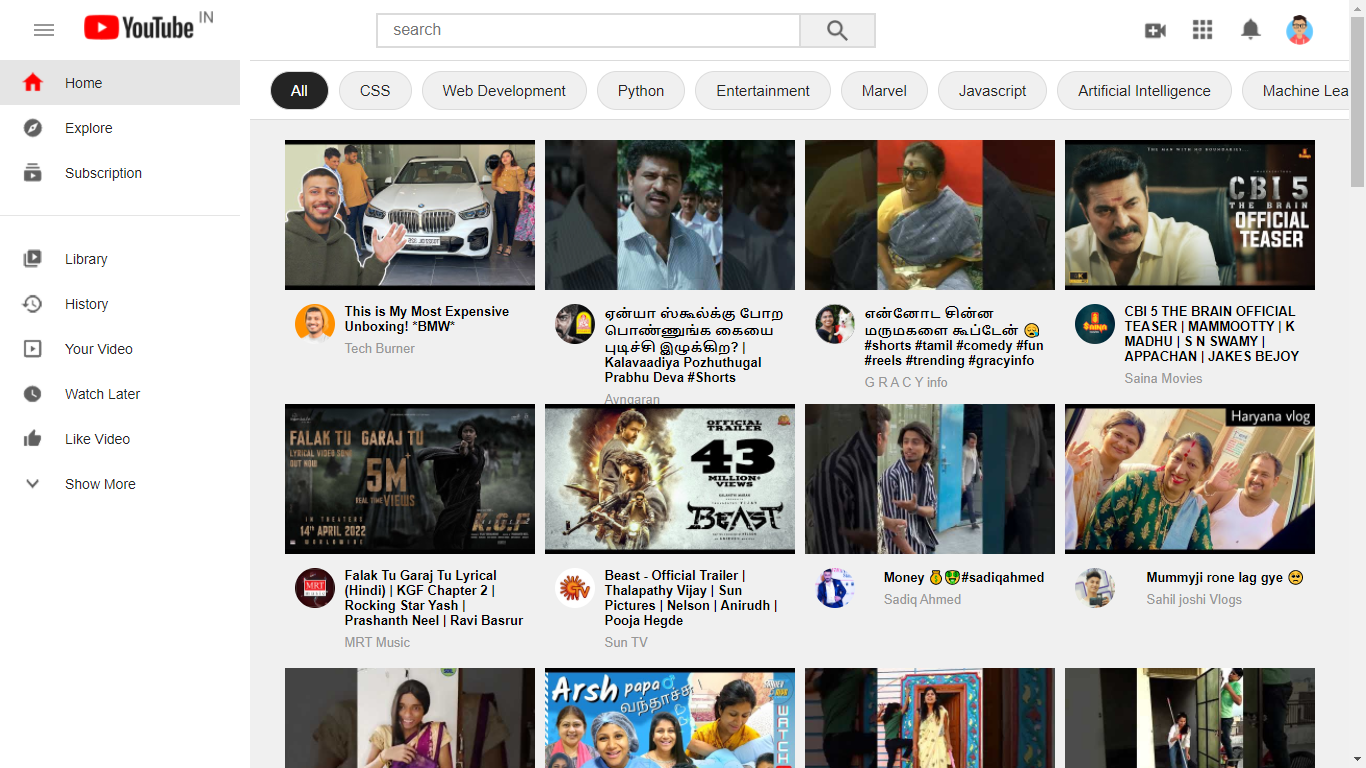 YouTube IN
search
Home
Explore
Subscription
Library
History
Your Video
Watch Later
Like Video
Show More
All
CSS
Web Development
Python
Entertainment
Marvel
Javascript
Artificial Intelligence
Machine Lea
This is My Most Expensive
Unboxing! *BMW*
Tech Burner
ஏன்யா ஸ்கூல்க்கு போற
பொண்ணுங்க கையை
புடிச்சி இழுக்கிற? |
Kalavaadiya Pozhuthugal
Prabhu Deva #Shorts
Ayngaran
என்னோட சின்ன
மருமகளை கூப்டேன் 😪
#shorts #tamil #comedy #fun
#reels #trending #gracyinfo
G R A C Y info
THE MAN WITH NO BOUNDARIES...
CBI 5
THE BRAIN
OFFICIAL
TEASER
CBI 5 THE BRAIN OFFICIAL
TEASER | MAMMOOTTY | K
MADHU | S N SWAMY |
APPACHAN | JAKES BEJOY
Saina Movies
FALAK TU GARAJ TU
LYRICAL VIDEO SONG
OUT NOW
5M+
REAL TIME VIEWS
IN THEATERS
14TH APRIL 2022
WORLDWIDE
K.G.F
MRT
Falak Tu Garaj Tu Lyrical
(Hindi) | KGF Chapter 2 |
Rocking Star Yash |
Prashanth Neel | Ravi Basrur
MRT Music
OFFICIAL
TRAILER
43
MILLION+
VIEWS
BEAST
Beast - Official Trailer |
Thalapathy Vijay | Sun
Pictures | Nelson | Anirudh |
Pooja Hegde
Sun TV
Money 💰🤑#sadiqahmed
Sadiq Ahmed
Haryana vlog
Mummyji rone lag gye 🥺
Sahil joshi Vlogs
Arsh papa
வந்தாச்சு
WATCH